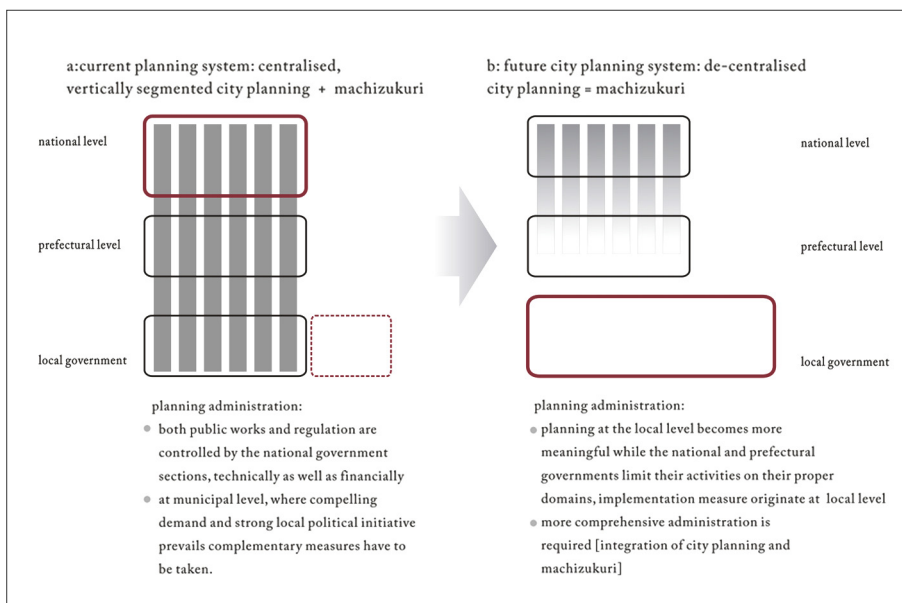 a:current planning system: centralised,
vertically segmented city planning + machizukuri
national level
prefectural level
local government
planning administration:
both public works and regulation are
controlled by the national government
sections, technically as well as financially
at municipal level, where compelling
demand and strong local political initiative
prevails complementary measures have to
be taken.
b: future city planning system: de-centralised
city planning = machizukuri
national level
prefectural level
local government
planning administration:
planning at the local level becomes more
meaningful while the national and prefectural
governments limit their activities on their proper
domains, implementation measure originate at local level
more comprehensive administration is
required [integration of city planning and
machizukuri]